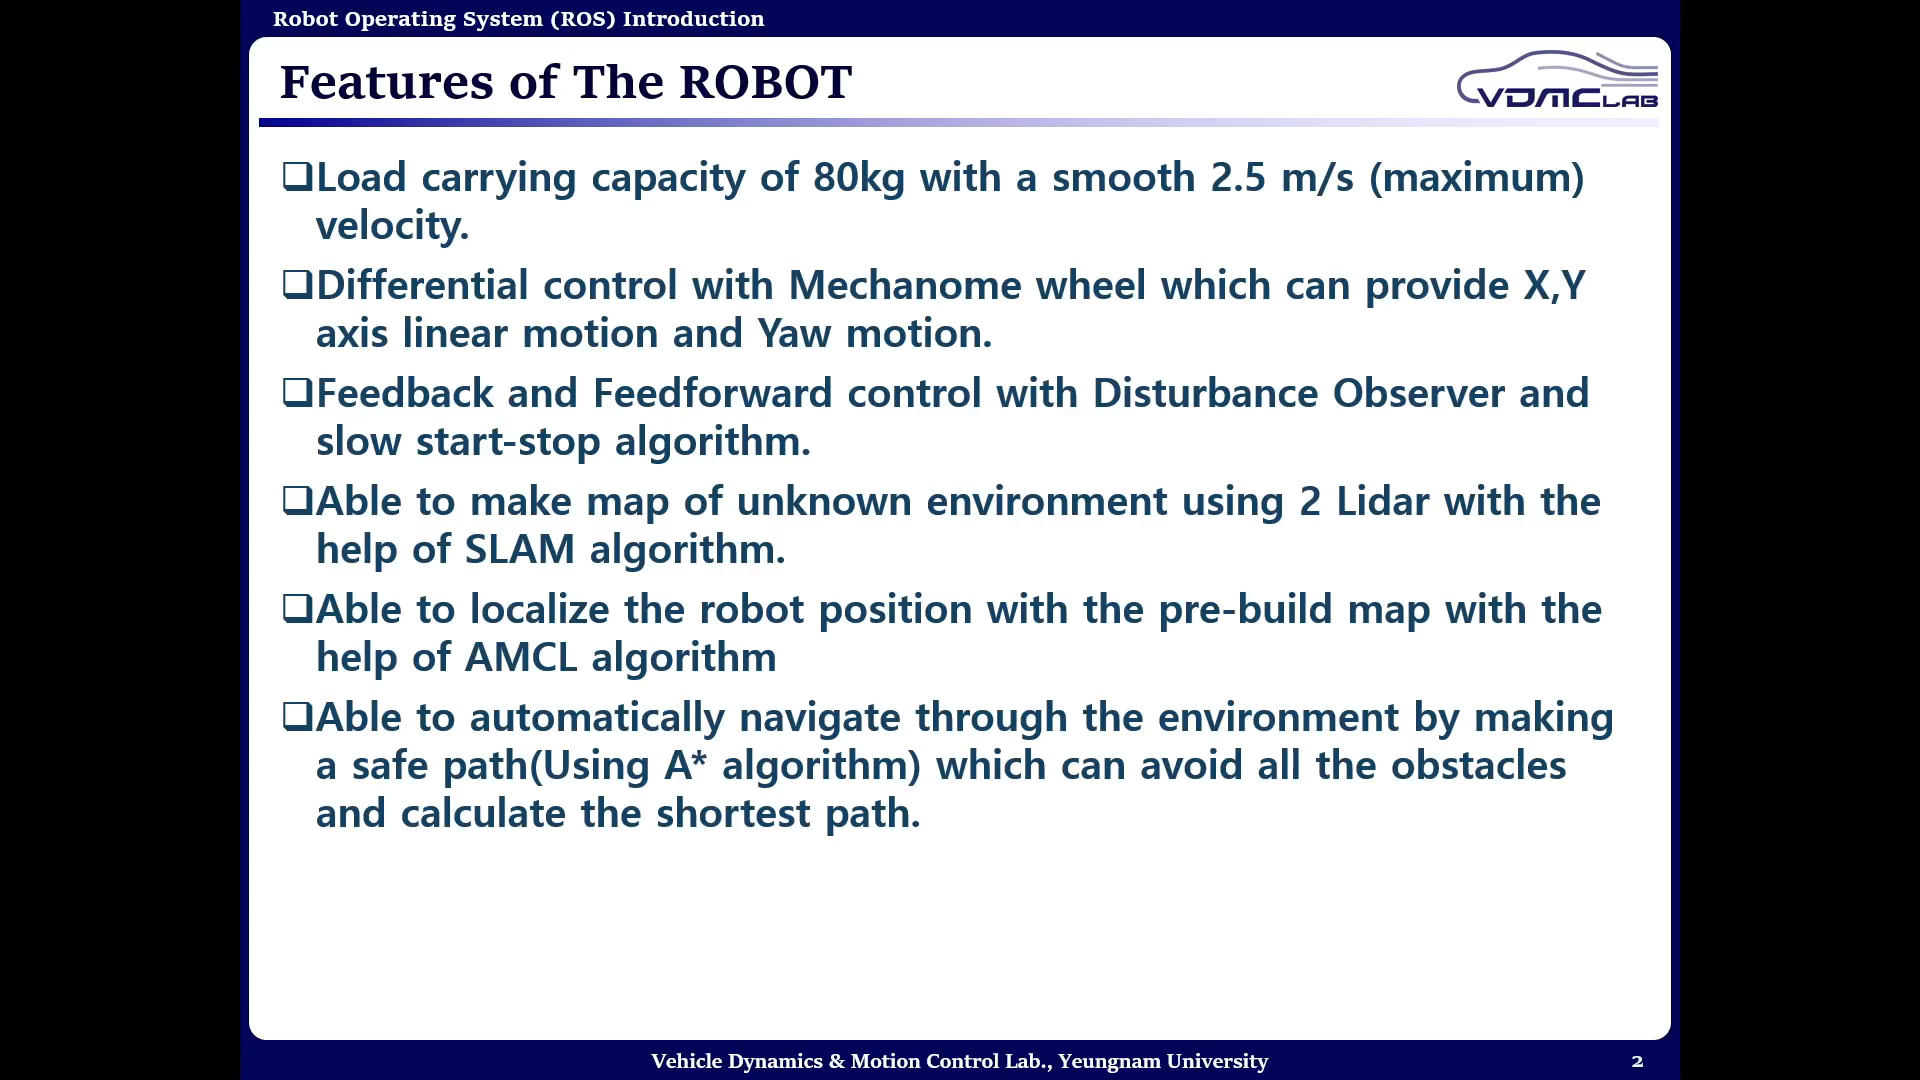 Robot Operating System (ROS) Introduction
Features of The ROBOT
VDMC LAB
❑Load carrying capacity of 80kg with a smooth 2.5 m/s (maximum)
velocity.
❑Differential control with Mechanome wheel which can provide X,Y
axis linear motion and Yaw motion.
❑Feedback and Feedforward control with Disturbance Observer and
slow start-stop algorithm.
❑Able to make map of unknown environment using 2 Lidar with the
help of SLAM algorithm.
❑Able to localize the robot position with the pre-build map with the
help of AMCL algorithm
❑Able to automatically navigate through the environment by making
a safe path(Using A* algorithm) which can avoid all the obstacles
and calculate the shortest path.
Vehicle Dynamics & Motion Control Lab., Yeungnam University
2